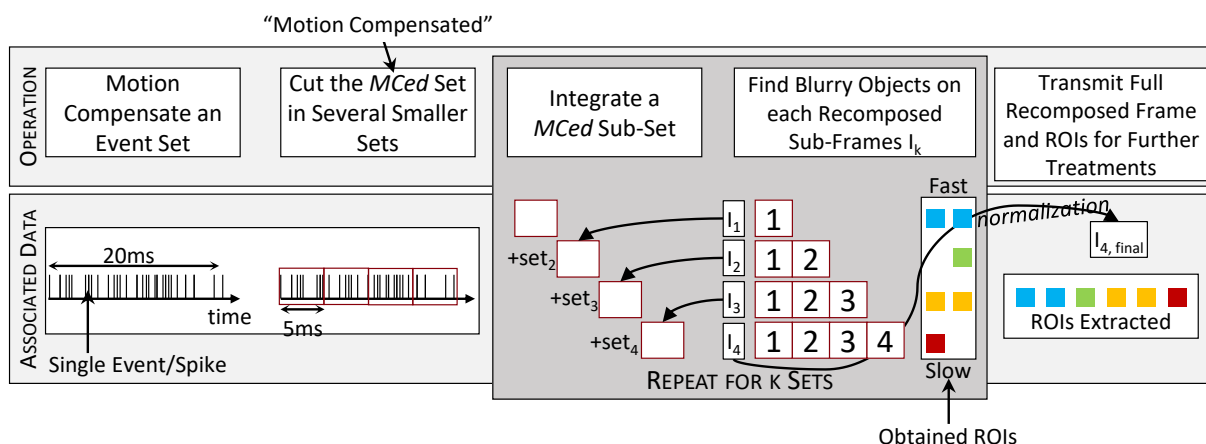 “Motion Compensated”
OPERATION
Motion
Compensate an
Event Set
Cut the MCed Set
in Several Smaller
Sets
Integrate a
MCed Sub-Set
Find Blurry Objects on
each Recomposed
Sub-Frames Ik
Transmit Full
Recomposed Frame
and ROIs for Further
Treatments
ASSOCIATED DATA
20ms
time
Single Event/Spike
5ms
+set2
+set3
+set4
I1
1
I2
1 2
I3
1 2 3
I4
1 2 3 4
REPEAT FOR K SETS
Fast
Slow
Obtained ROIs
normalization
I4, final
ROIs Extracted